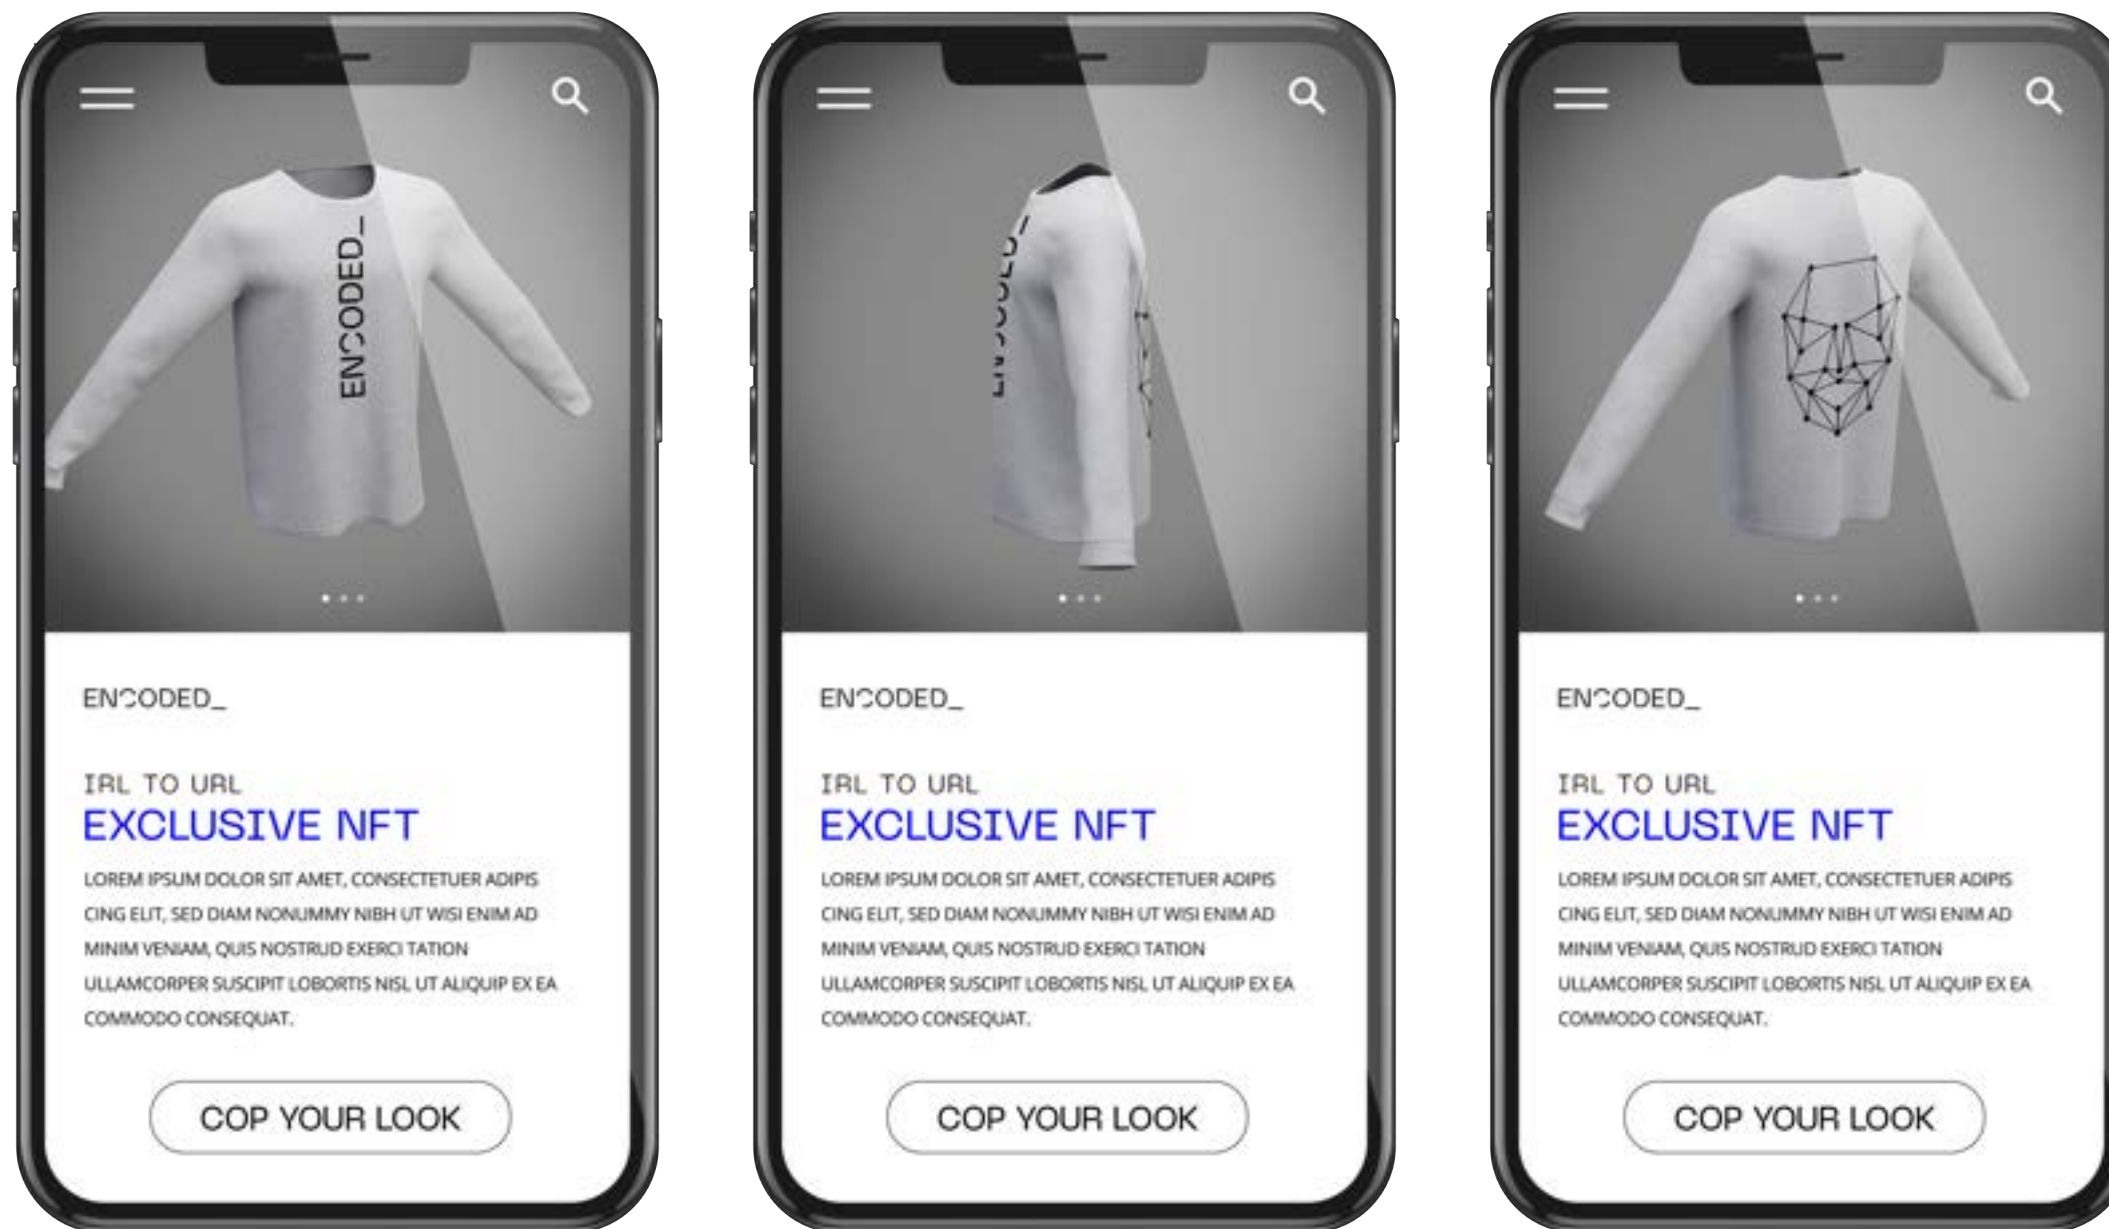 ENCODED_
ENCODED_
IRL TO URL
EXCLUSIVE NFT
LOREM IPSUM DOLOR SIT AMET, CONSECTETUER ADIPIS
CING ELIT, SED DIAM NONUMMY NIBH UT WISI ENIM AD
MINIM VENIAM, QUIS NOSTRUD EXERCI TATION
ULLAMCORPER SUSCIPIT LOBORTIS NISL UT ALIQUIP EX EA
COMMODO CONSEQUAT.
COP YOUR LOOK
ENCODED_
ENCODED_
IRL TO URL
EXCLUSIVE NFT
LOREM IPSUM DOLOR SIT AMET, CONSECTETUER ADIPIS
CING ELIT, SED DIAM NONUMMY NIBH UT WISI ENIM AD
MINIM VENIAM, QUIS NOSTRUD EXERCI TATION
ULLAMCORPER SUSCIPIT LOBORTIS NISL UT ALIQUIP EX EA
COMMODO CONSEQUAT.
COP YOUR LOOK
ENCODED_
IRL TO URL
EXCLUSIVE NFT
LOREM IPSUM DOLOR SIT AMET, CONSECTETUER ADIPIS
CING ELIT, SED DIAM NONUMMY NIBH UT WISI ENIM AD
MINIM VENIAM, QUIS NOSTRUD EXERCI TATION
ULLAMCORPER SUSCIPIT LOBORTIS NISL UT ALIQUIP EX EA
COMMODO CONSEQUAT.
COP YOUR LOOK